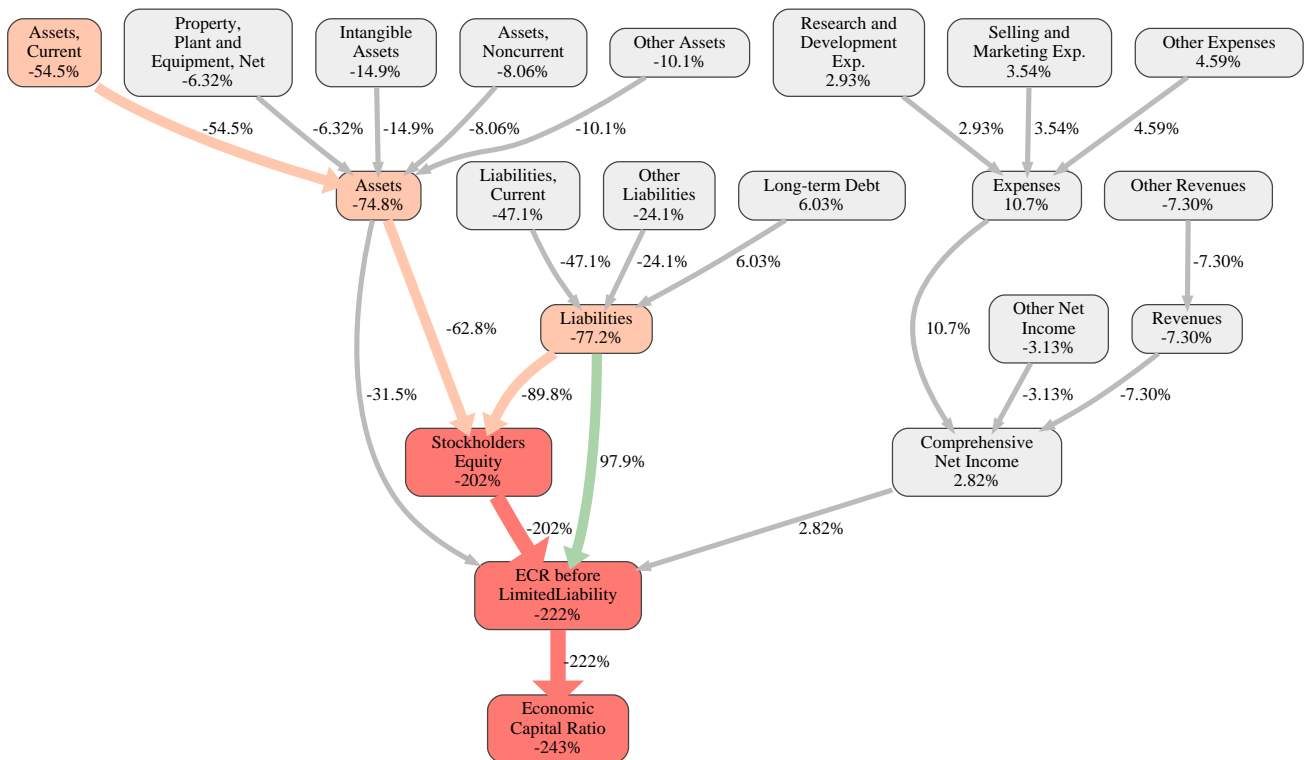 Assets,
Current
-54.5%
Property,
Plant and
Equipment, Net
-6.32%
Intangible
Assets
-14.9%
Assets,
Noncurrent
-8.06%
Other Assets
-10.1%
Research and
Development
Exp.
2.93%
Selling and
Marketing Exp.
3.54%
Other Expenses
4.59%
-54.5%
-6.32%
-14.9%
-8.06%
-10.1%
2.93%
3.54%
4.59%
Assets
-74.8%
Liabilities,
Current
-47.1%
Other
Liabilities
-24.1%
Long-term Debt
6.03%
Expenses
10.7%
Other Revenues
-7.30%
-47.1%
-24.1%
6.03%
-7.30%
-62.8%
Liabilities
-77.2%
10.7%
Other Net
Income
-3.13%
Revenues
-7.30%
-31.5%
-89.8%
-3.13%
-7.30%
Stockholders
Equity
-202%
97.9%
Comprehensive
Net Income
2.82%
-202%
2.82%
ECR before
LimitedLiability
-222%
-222%
Economic
Capital Ratio
-243%